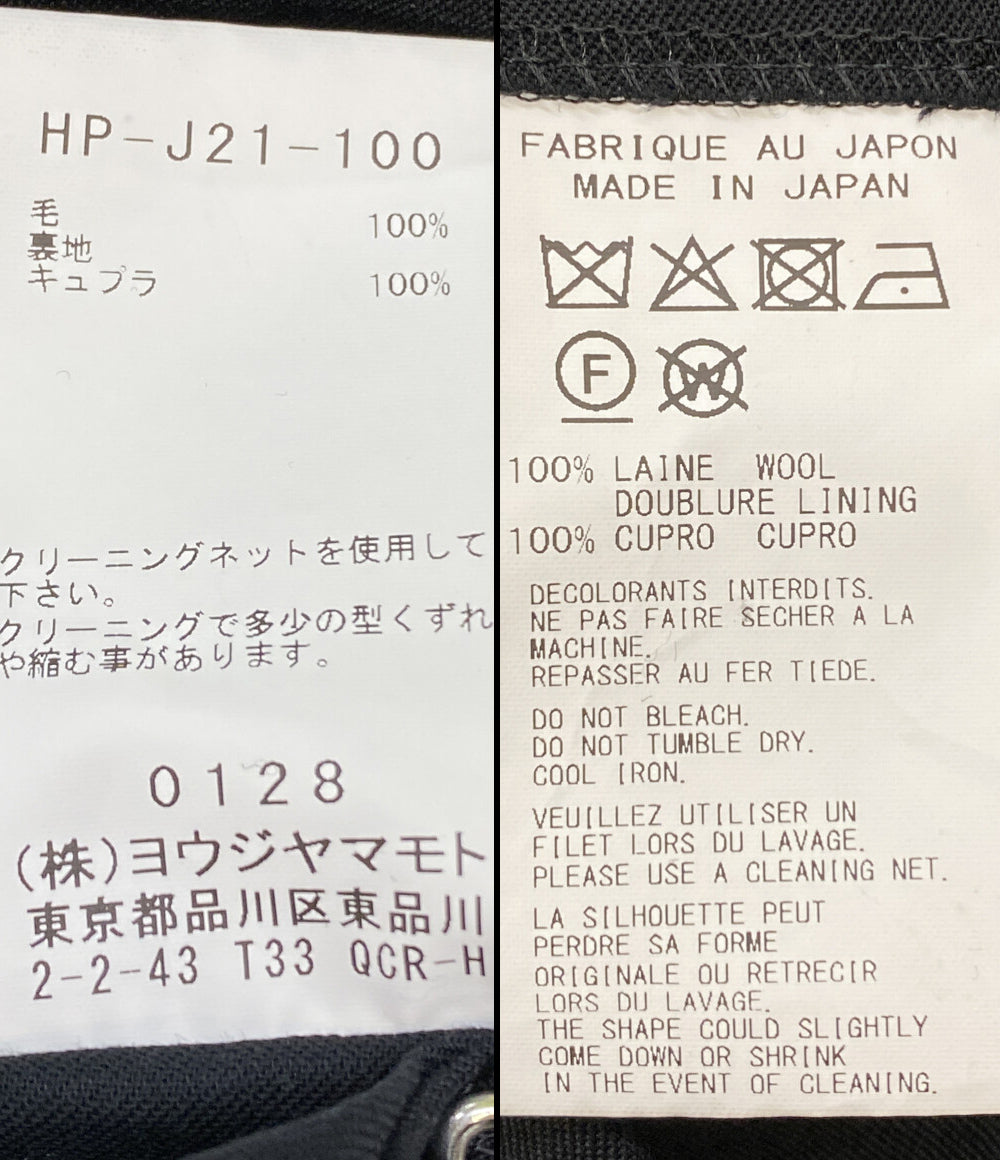 HP-J21-100
毛 100%
裏地
キュプラ 100%
クリーニングネットを使用して
下さい。
クリーニングで多少の型くずれ
や縮む事があります。
0128
(株)ヨウジヤマモト
東京都品川区東品川
2-2-43 T33 QCR-H
FABRIQUE AU JAPON
MADE IN JAPAN
F W
100% LAINE WOOL
DOUBLURE LINING
100% CUPRO CUPRO
DECOLORANTS INTERDITS.
NE PAS FAIRE SECHER A LA
MACHINE.
REPASSER AU FER TIEDE.
DO NOT BLEACH.
DO NOT TUMBLE DRY.
COOL IRON.
VEUILLEZ UTILISER UN
FILET LORS DU LAVAGE.
PLEASE USE A CLEANING NET.
LA SILHOUETTE PEUT
PERDRE SA FORME
ORIGINALE OU RETRECIR
LORS DU LAVAGE.
THE SHAPE COULD SLIGHTLY
COME DOWN OR SHRINK
IN THE EVENT OF CLEANING.